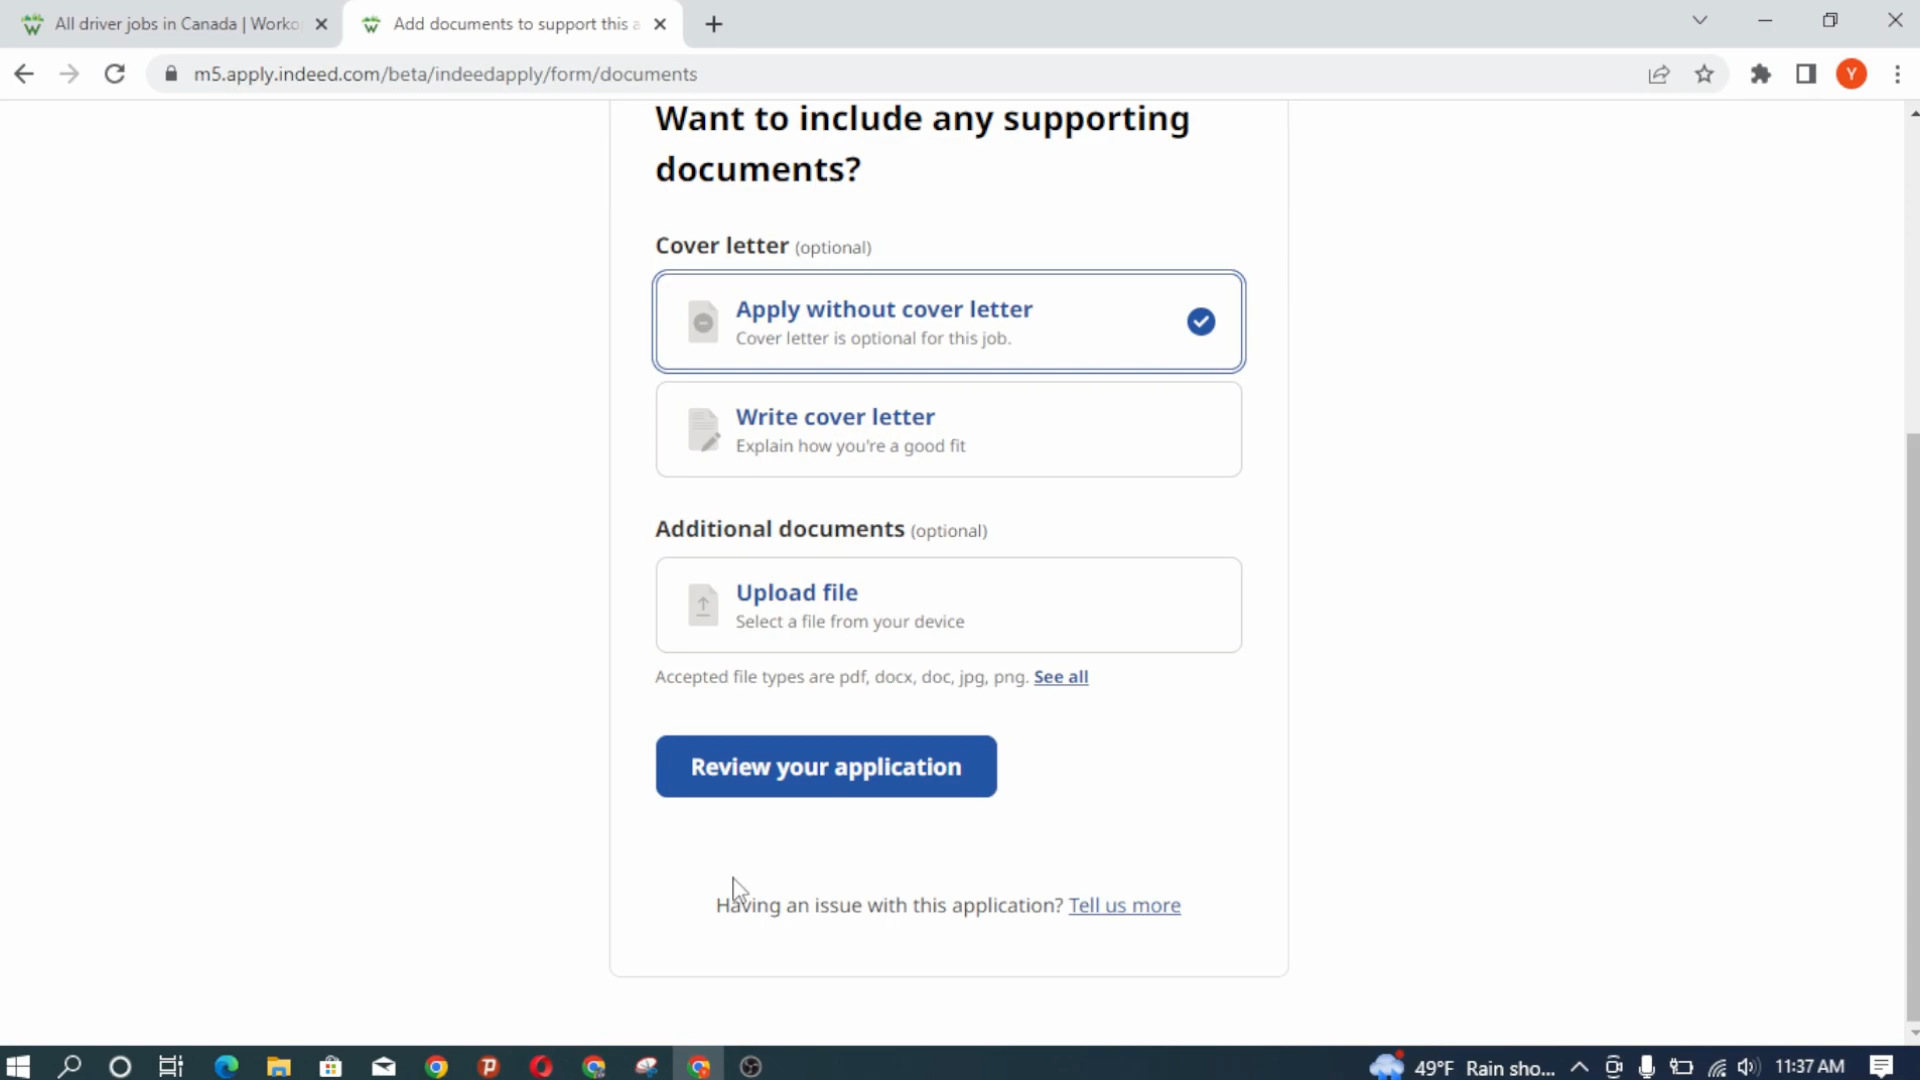 All driver jobs in Canada | Worko
Add documents to support this a
m5.apply.indeed.com/beta/indeedapply/form/documents
Y
Want to include any supporting
documents?
Cover letter (optional)
Apply without cover letter
Cover letter is optional for this job.
Write cover letter
Explain how you're a good fit
Additional documents (optional)
Upload file
Select a file from your device
Accepted file types are pdf, docx, doc, jpg, png. See all
Review your application
Having an issue with this application? Tell us more
49°F Rain sho...
11:37 AM